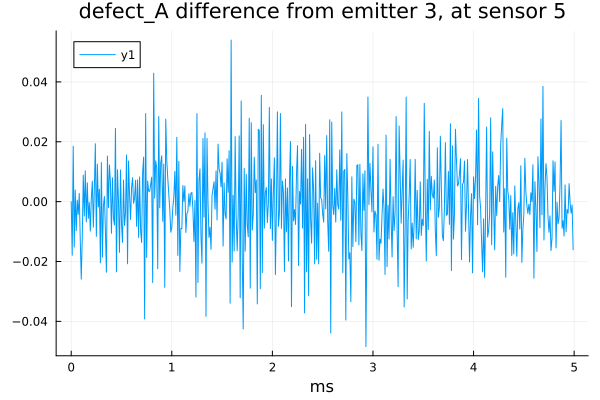 defect_A difference from emitter 3, at sensor 5
y1
0.04
0.02
0.00
−0.02
−0.04
0 1 2 3 4 5
ms